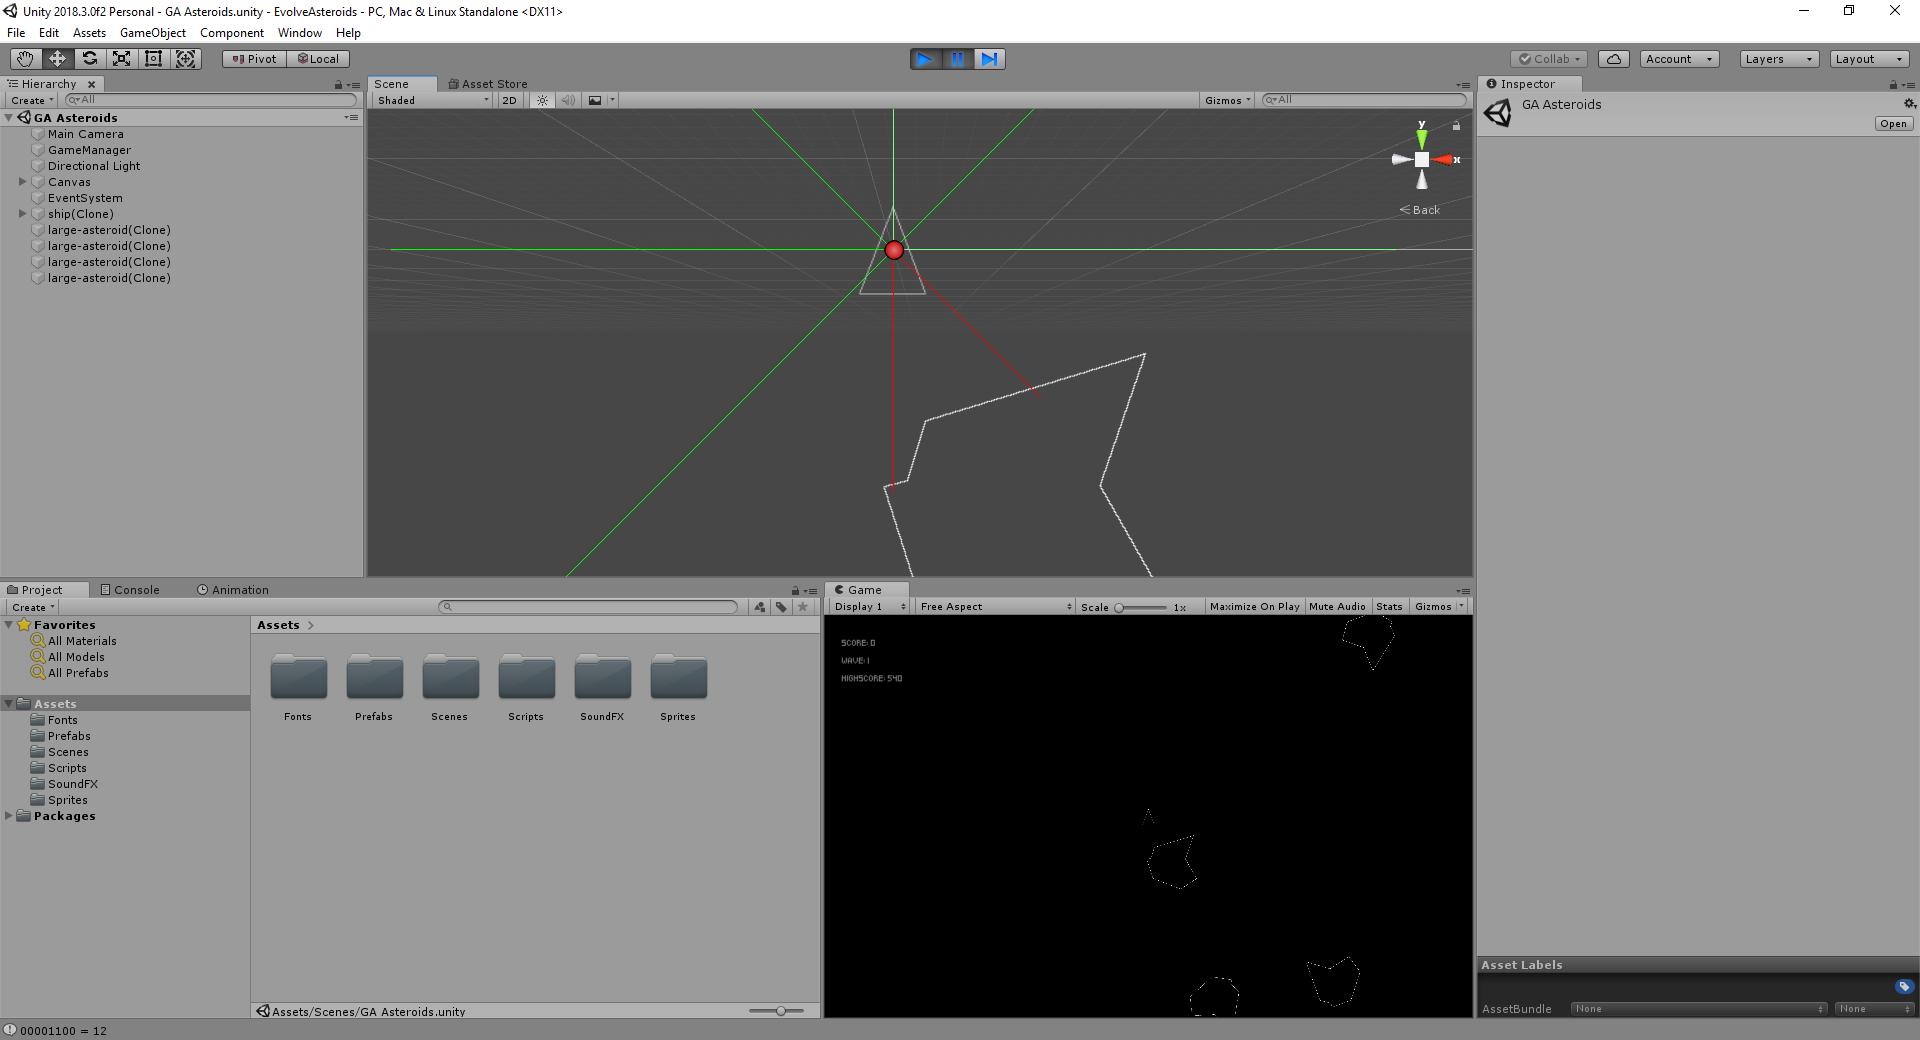 Unity 2018.3.0f2 Personal - GA Asteroids.unity - EvolveAsteroids - PC, Mac & Linux Standalone <DX11>
File Edit Assets GameObject Component Window Help
Pivot Local Collab Account Layers Layout
Hierarchy
Create All
GA Asteroids
Main Camera
GameManager
Directional Light
Canvas
EventSystem
ship(Clone)
large-asteroid(Clone)
large-asteroid(Clone)
large-asteroid(Clone)
large-asteroid(Clone)
Scene Asset Store
Shaded 2D Gizmos All
y
x
Back
Inspector
GA Asteroids
Open
Project Console Animation
Create
Favorites
All Materials
All Models
All Prefabs
Assets
Fonts
Prefabs
Scenes
Scripts
SoundFX
Sprites
Packages
Assets
Fonts Prefabs Scenes Scripts SoundFX Sprites
Assets/Scenes/GA Asteroids.unity
Game
Display 1 Free Aspect Scale 1x Maximize On Play Mute Audio Stats Gizmos
SCORE: 0
WAVE: 1
HIGHSCORE: 540
Asset Labels
AssetBundle None None
00001100 = 12